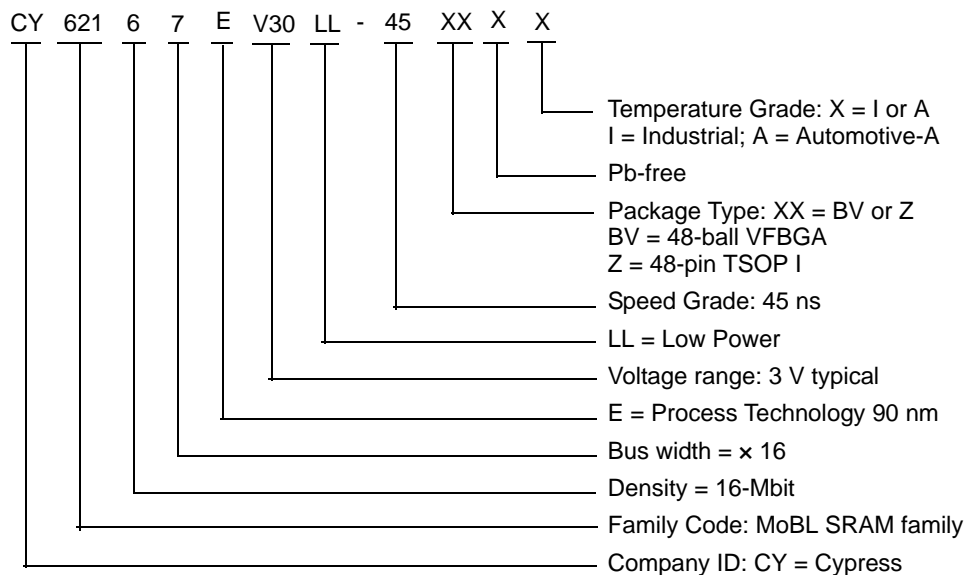 CY 621 6 7 E V30 LL - 45 XX X X
Temperature Grade: X = I or A
I = Industrial; A = Automotive-A
Pb-free
Package Type: XX = BV or Z
BV = 48-ball VFBGA
Z = 48-pin TSOP I
Speed Grade: 45 ns
LL = Low Power
Voltage range: 3 V typical
E = Process Technology 90 nm
Bus width = × 16
Density = 16-Mbit
Family Code: MoBL SRAM family
Company ID: CY = Cypress